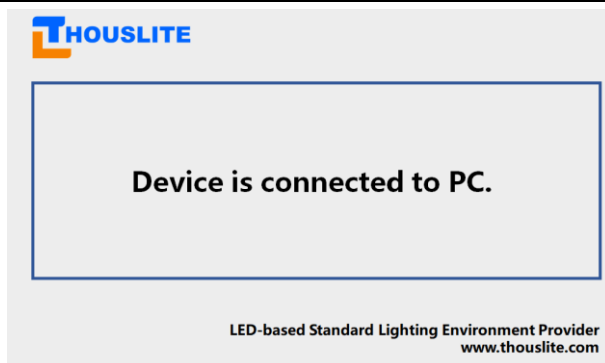 THOUSLITE
Device is connected to PC.
LED-based Standard Lighting Environment Provider
www.thouslite.com